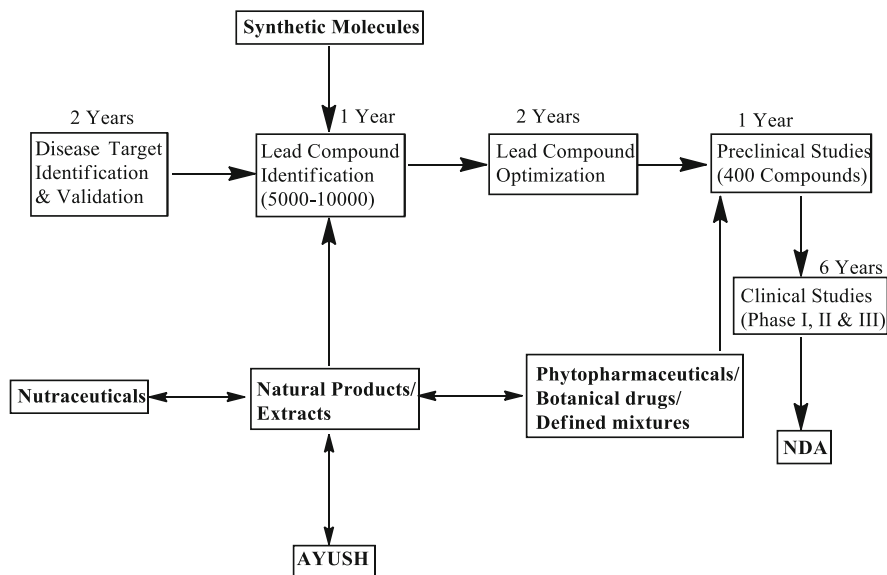 Synthetic Molecules
2 Years
Disease Target
Identification
& Validation
1 Year
Lead Compound
Identification
(5000-10000)
2 Years
Lead Compound
Optimization
1 Year
Preclinical Studies
(400 Compounds)
6 Years
Clinical Studies
(Phase I, II & III)
Nutraceuticals
Natural Products/
Extracts
Phytopharmaceuticals/
Botanical drugs/
Defined mixtures
NDA
AYUSH